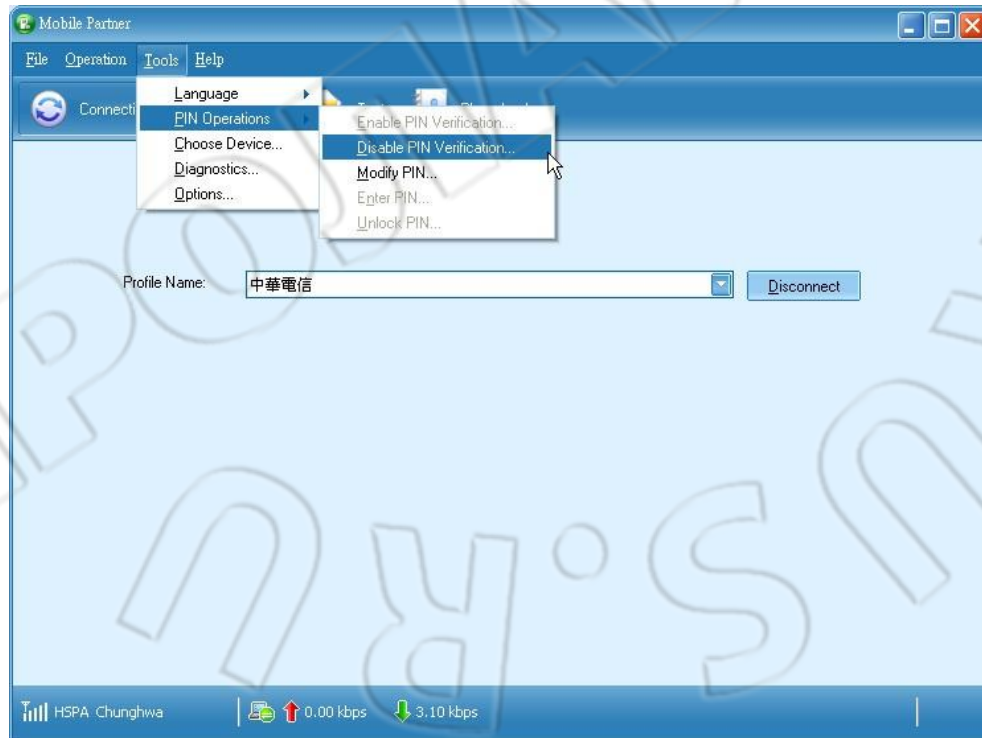 Mobile Partner
File Operation Tools Help
Language
PIN Operations
Choose Device...
Diagnostics...
Options...
Enable PIN Verification...
Disable PIN Verification...
Modify PIN...
Enter PIN...
Unlock PIN...
Profile Name: 中華電信 Disconnect
HSPA Chunghwa 0.00 kbps 3.10 kbps